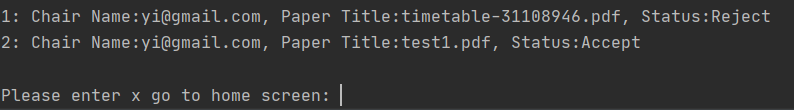 1: Chair Name:yi@gmail.com, Paper Title:timetable-31108946.pdf, Status:Reject
2: Chair Name:yi@gmail.com, Paper Title:test1.pdf, Status:Accept
Please enter x go to home screen: